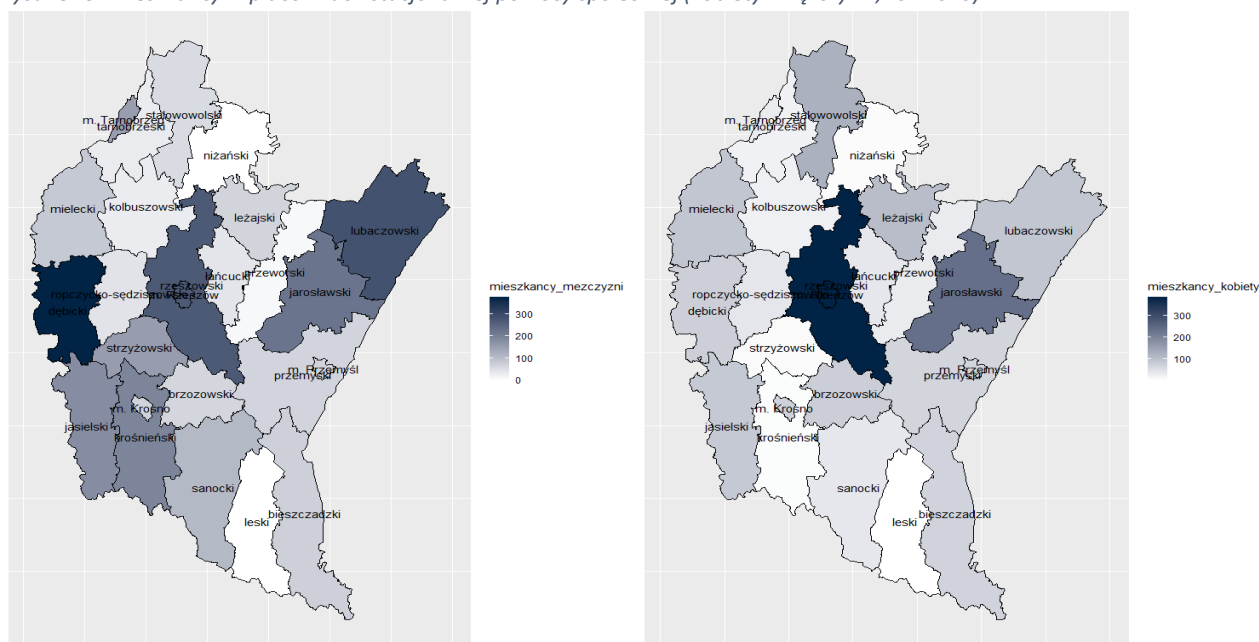 m. Tarnobrzeg
tarnobrzeski
stalowowolski
niżański
mielecki
kolbuszowski
leżajski
lubaczowski
łańcucki
przeworski
ropczycko-sędziszowski
rzeszowski
m. Rzeszów
jarosławski
dębicki
strzyżowski
m. Przemyśl
przemyski
brzozowski
m. Krosno
jasielski
krośnieński
sanocki
leski
bieszczadzki
mieszkancy_mezczyzni
300
200
100
0
m. Tarnobrzeg
tarnobrzeski
stalowowolski
niżański
mielecki
kolbuszowski
leżajski
lubaczowski
łańcucki
przeworski
ropczycko-sędziszowski
rzeszowski
m. Rzeszów
jarosławski
dębicki
strzyżowski
m. Przemyśl
przemyski
brzozowski
m. Krosno
jasielski
krośnieński
sanocki
leski
bieszczadzki
mieszkancy_kobiety
300
200
100